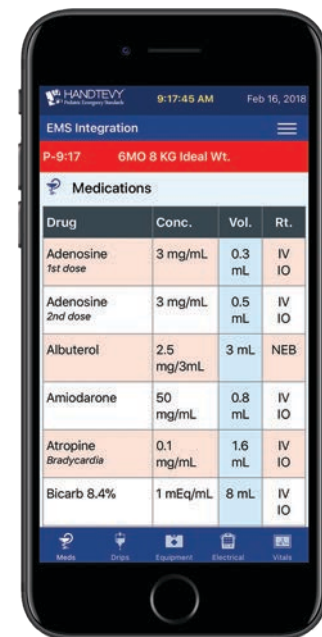 HANDTEVY
Pediatric Emergency Standards
9:17:45 AM
Feb 16, 2018
EMS Integration
P-9:17 6MO 8 KG Ideal Wt.
Medications
Drug Conc. Vol. Rt.
Adenosine 3 mg/mL 0.3 IV
1st dose mL IO
Adenosine 3 mg/mL 0.5 IV
2nd dose mL IO
Albuterol 2.5 3 mL NEB
mg/3mL
Amiodarone 50 0.8 IV
mg/mL mL IO
Atropine 0.1 1.6 IV
Bradycardia mg/mL mL IO
Bicarb 8.4% 1 mEq/mL 8 mL IV
IO
Meds Drips Equipment Electrical Vitals